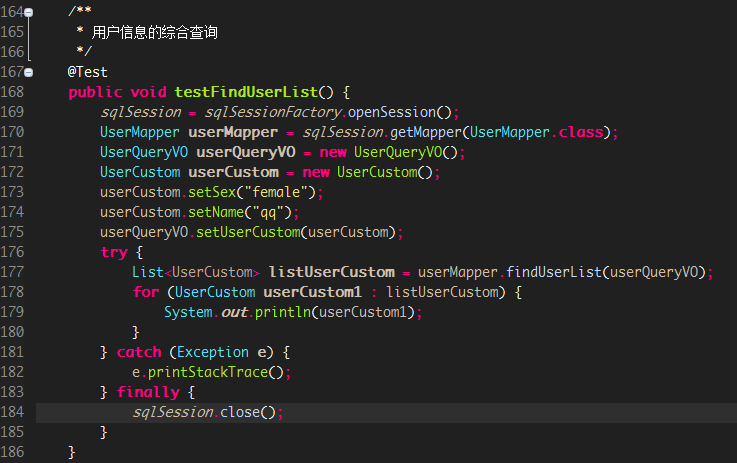 164 /**
165  * 用户信息的综合查询
166  */
167 @Test
168 public void testFindUserList() {
169     sqlSession = sqlSessionFactory.openSession();
170     UserMapper userMapper = sqlSession.getMapper(UserMapper.class);
171     UserQueryVO userQueryVO = new UserQueryVO();
172     UserCustom userCustom = new UserCustom();
173     userCustom.setSex("female");
174     userCustom.setName("qq");
175     userQueryVO.setUserCustom(userCustom);
176     try {
177         List<UserCustom> listUserCustom = userMapper.findUserList(userQueryVO);
178         for (UserCustom userCustom1 : listUserCustom) {
179             System.out.println(userCustom1);
180         }
181     } catch (Exception e) {
182         e.printStackTrace();
183     } finally {
184         sqlSession.close();
185     }
186 }